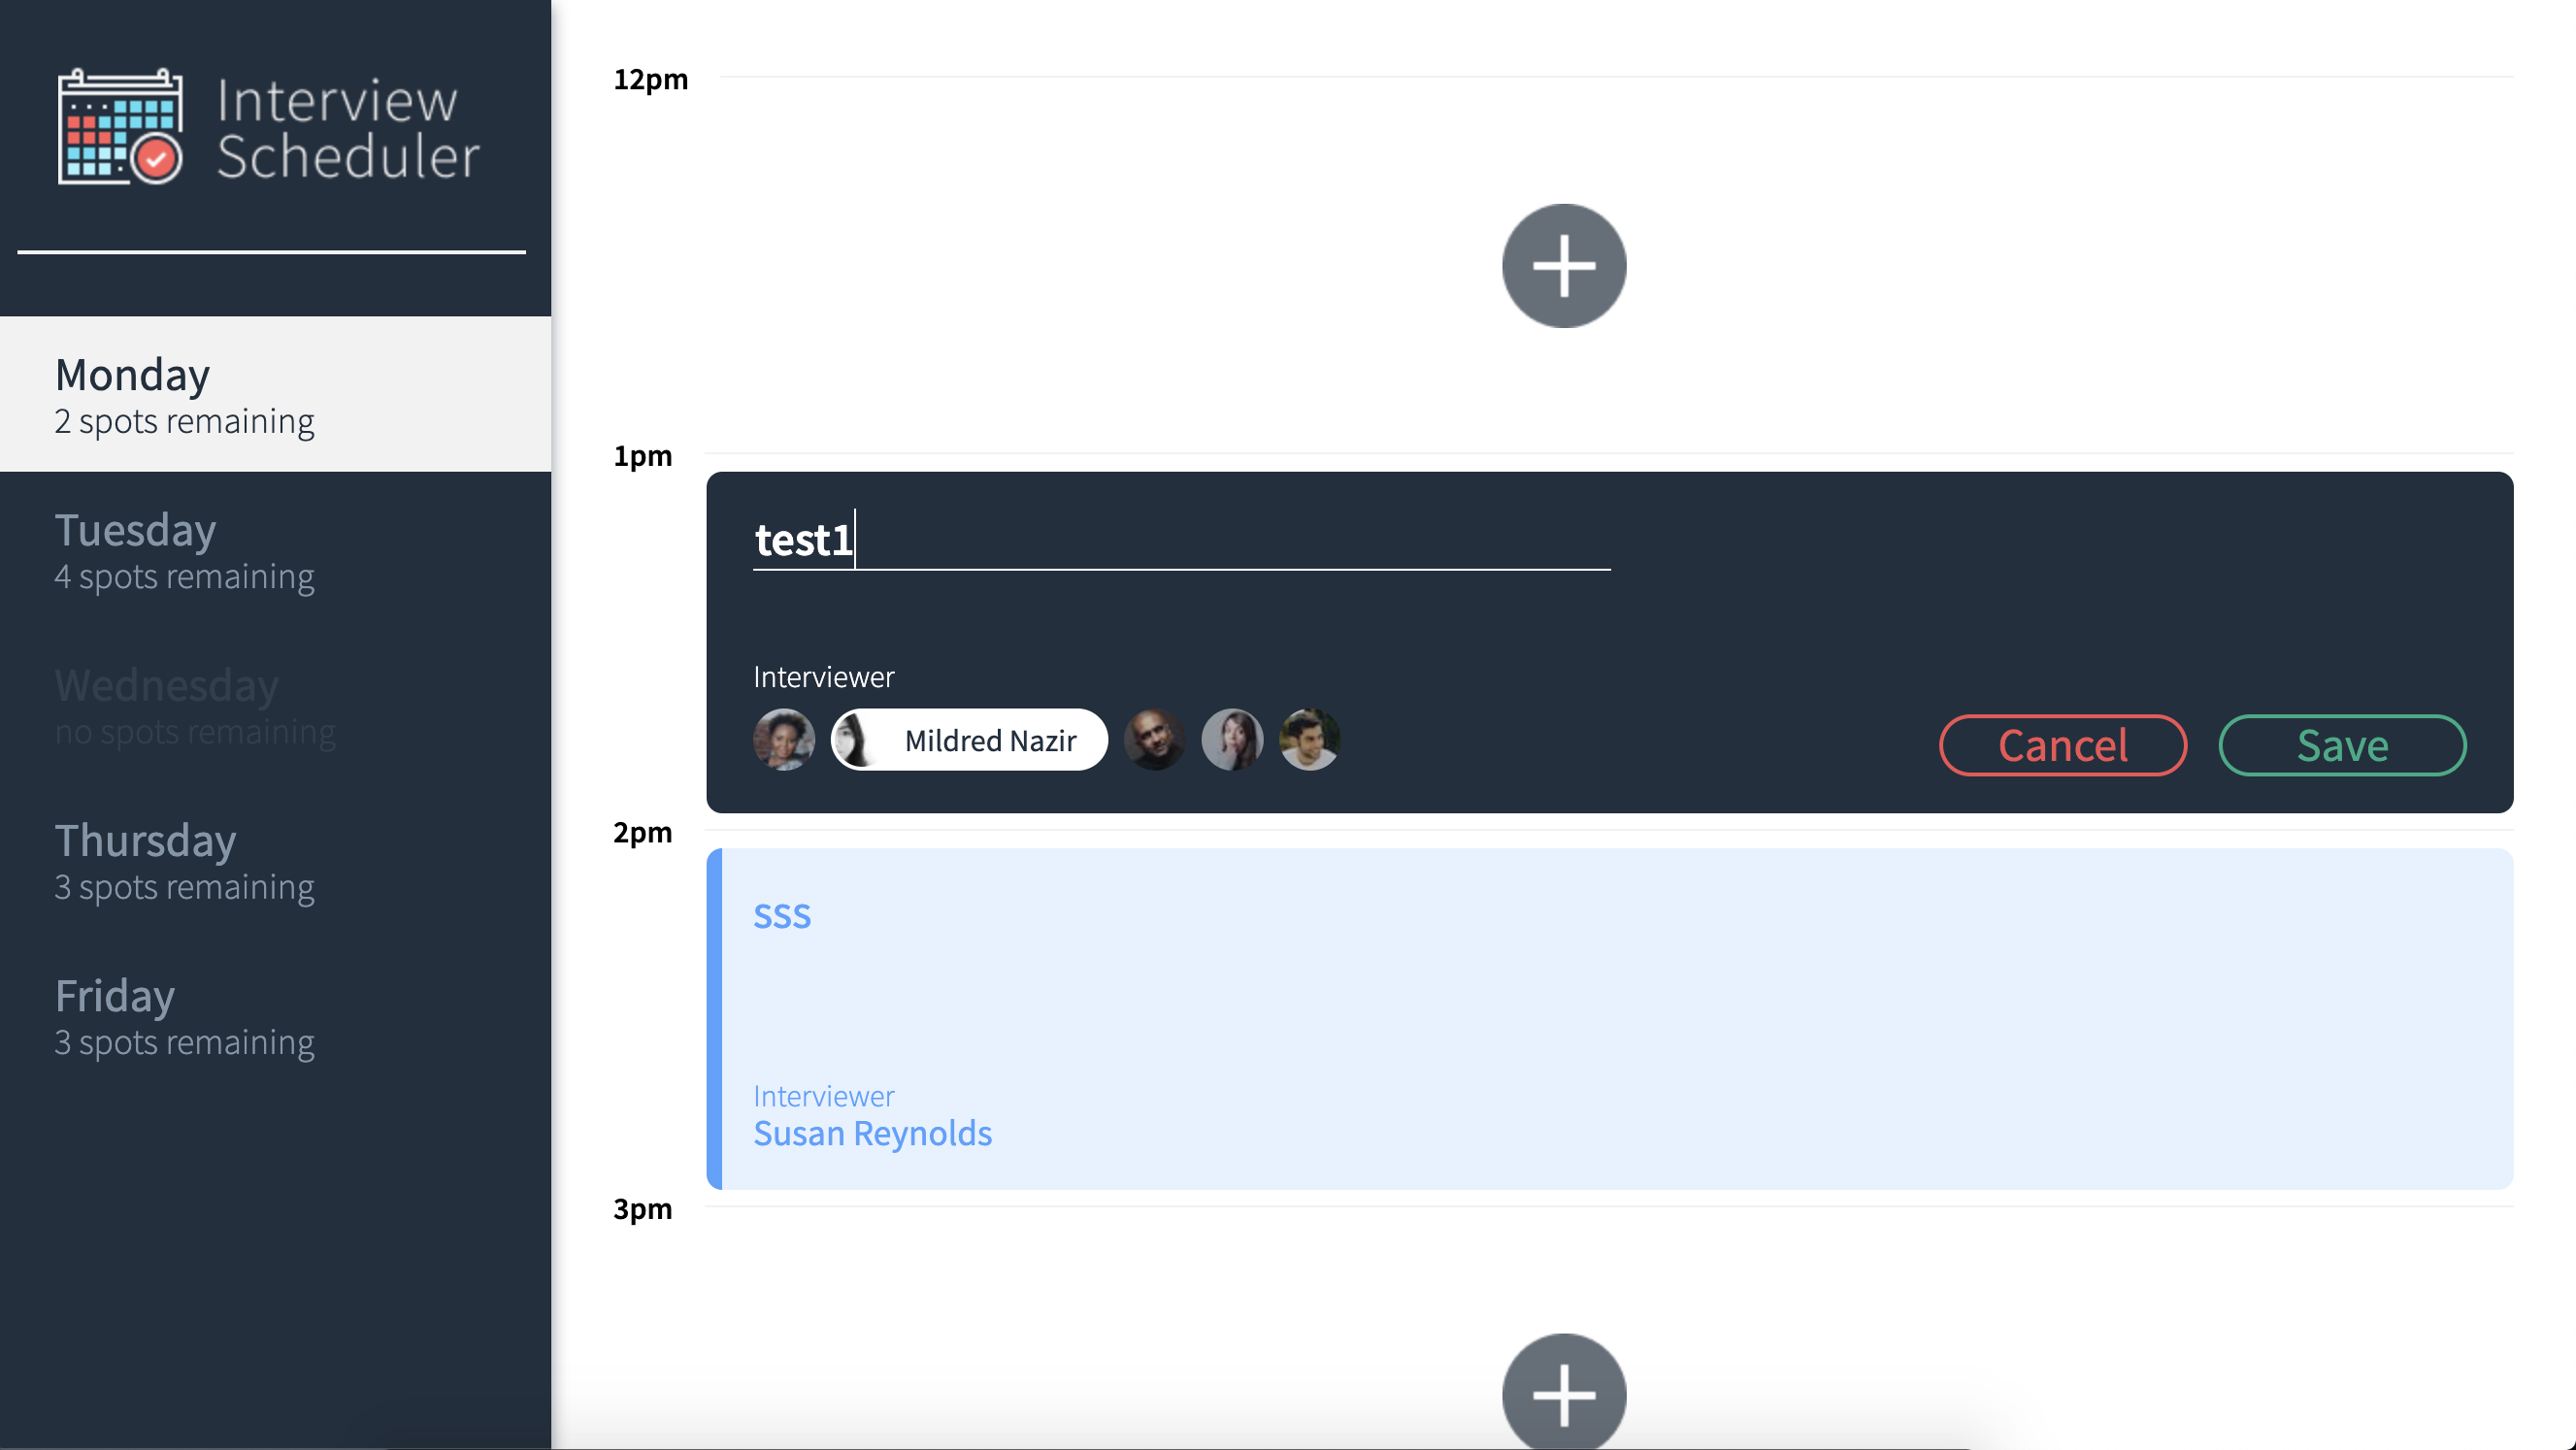 Interview
Scheduler
Monday
2 spots remaining
Tuesday
4 spots remaining
Wednesday
no spots remaining
Thursday
3 spots remaining
Friday
3 spots remaining
12pm
1pm
test1
Interviewer
Mildred Nazir
Cancel
Save
2pm
sss
Interviewer
Susan Reynolds
3pm